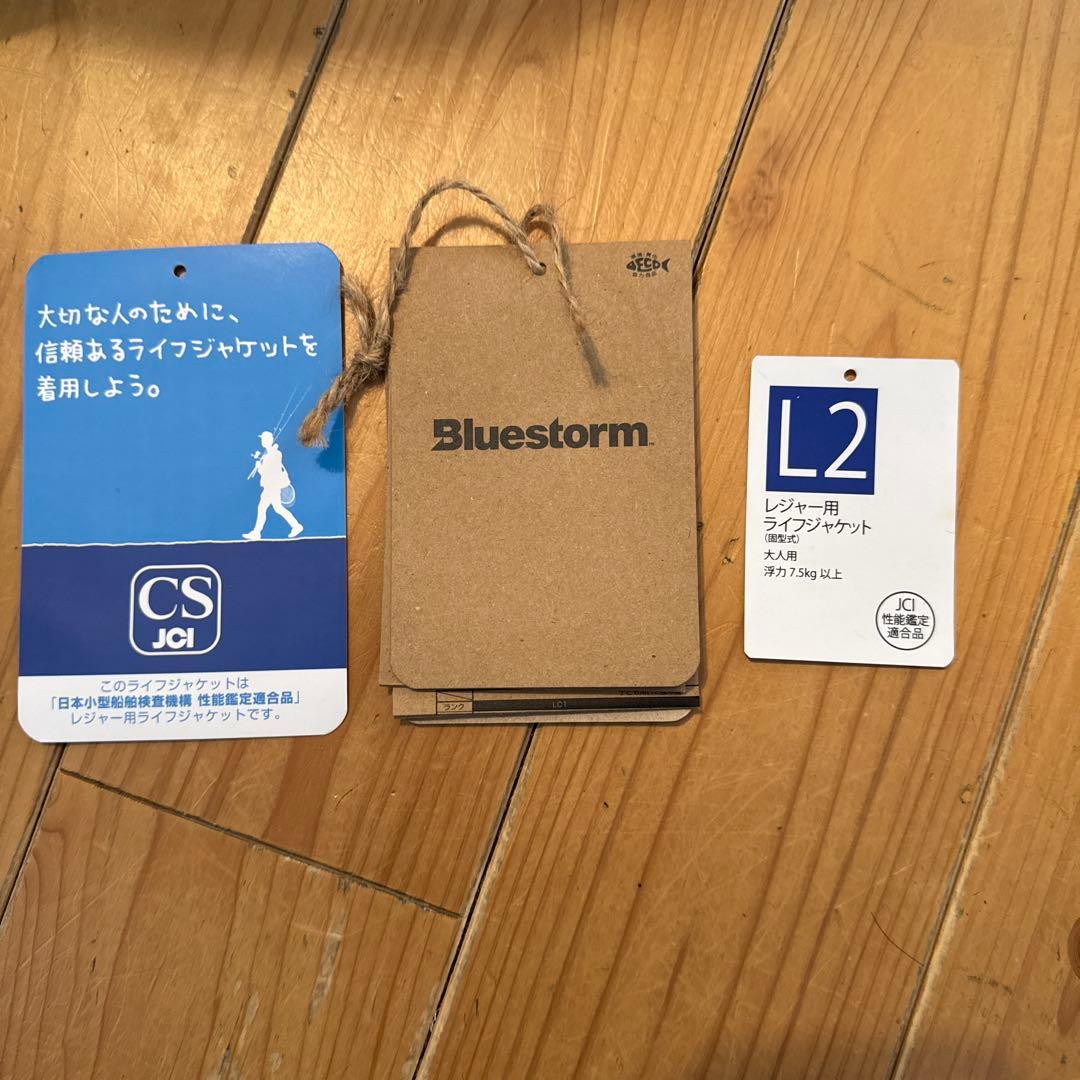 大切な人のために、
信頼あるライフジャケットを
着用しよう。
CS
JCI
このライフジャケットは
「日本小型船舶検査機構 性能鑑定適合品」
レジャー用ライフジャケットです。
ECO
Bluestorm
ランク
LC1
L2
レジャー用
ライフジャケット
(固型式)
大人用
浮力 7.5kg 以上
JCI
性能鑑定
適合品